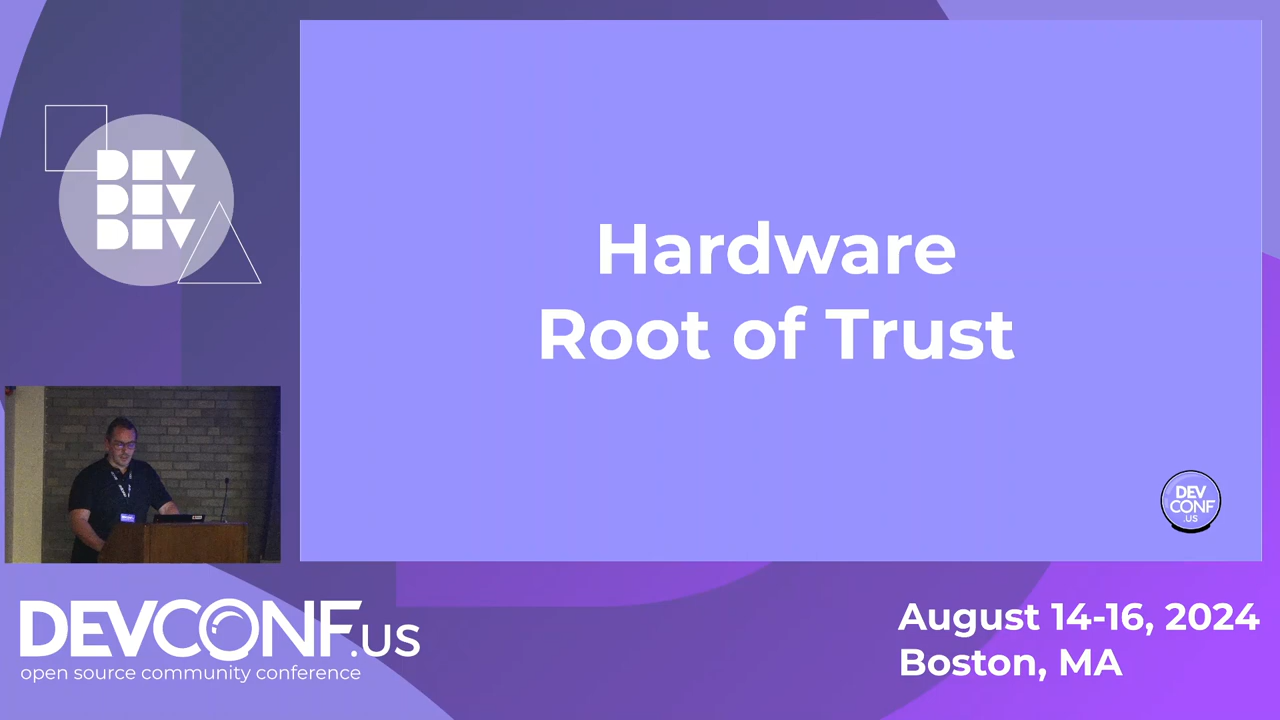 DEV
DEV
DEV
Hardware
Root of Trust
DEV
CONF
.US
DEVCONF.US
open source community conference
August 14-16, 2024
Boston, MA